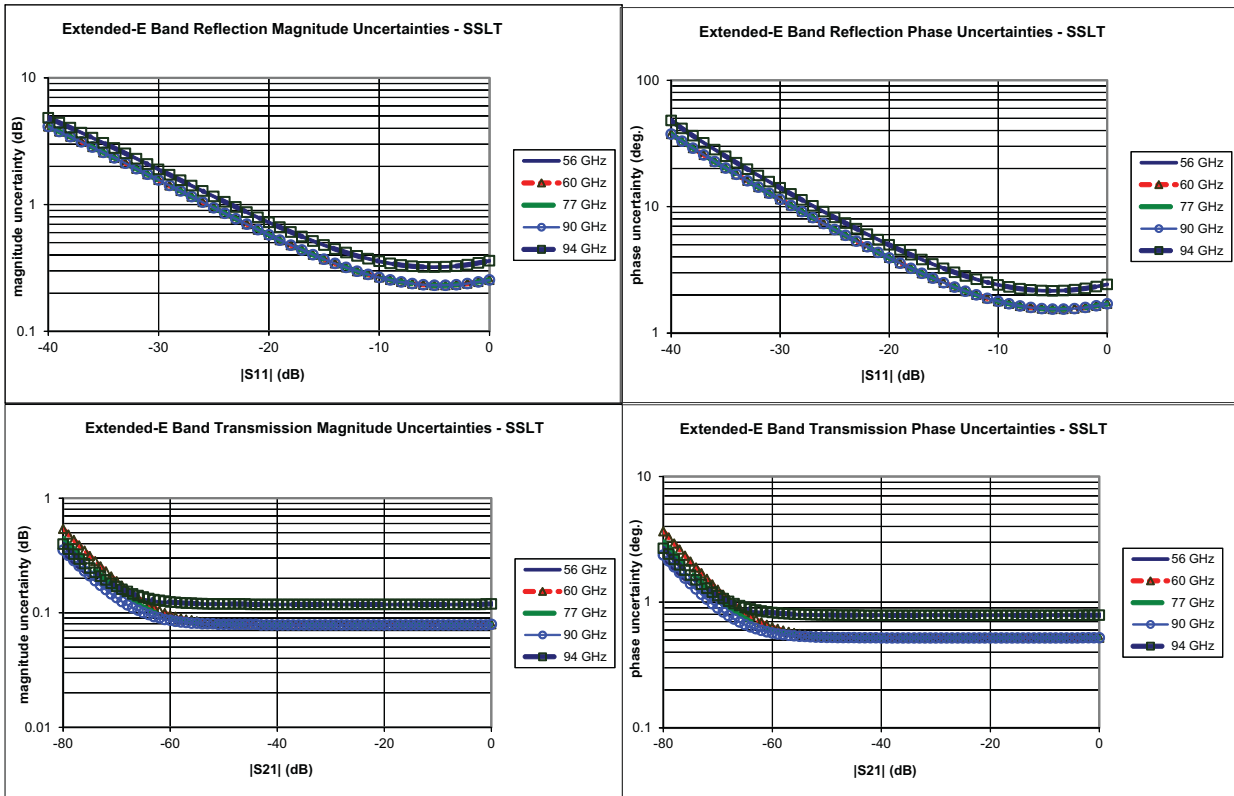 Extended-E Band Reflection Magnitude Uncertainties - SSLT
magnitude uncertainty (dB)
10
1
0.1
-40
-30
-20
-10
0
|S11| (dB)
56 GHz
60 GHz
77 GHz
90 GHz
94 GHz
Extended-E Band Reflection Phase Uncertainties - SSLT
phase uncertainty (deg.)
100
10
1
-40
-30
-20
-10
0
|S11| (dB)
56 GHz
60 GHz
77 GHz
90 GHz
94 GHz
Extended-E Band Transmission Magnitude Uncertainties - SSLT
magnitude uncertainty (dB)
1
0.1
0.01
-80
-60
-40
-20
0
|S21| (dB)
56 GHz
60 GHz
77 GHz
90 GHz
94 GHz
Extended-E Band Transmission Phase Uncertainties - SSLT
phase uncertainty (deg.)
10
1
0.1
-80
-60
-40
-20
0
|S21| (dB)
56 GHz
60 GHz
77 GHz
90 GHz
94 GHz